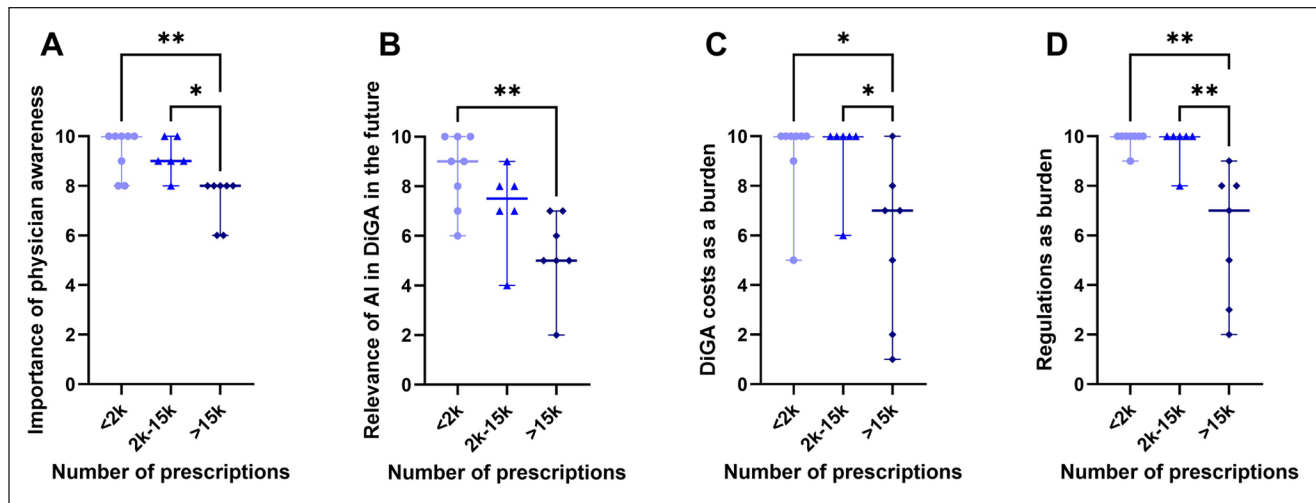 A
**
*
Importance of physician awareness
10
8
6
4
2
0
<2k
2k-15k
>15k
Number of prescriptions
B
**
Relevance of AI in DiGA in the future
10
8
6
4
2
0
<2k
2k-15k
>15k
Number of prescriptions
C
*
*
DiGA costs as a burden
10
8
6
4
2
0
<2k
2k-15k
>15k
Number of prescriptions
D
**
**
Regulations as burden
10
8
6
4
2
0
<2k
2k-15k
>15k
Number of prescriptions